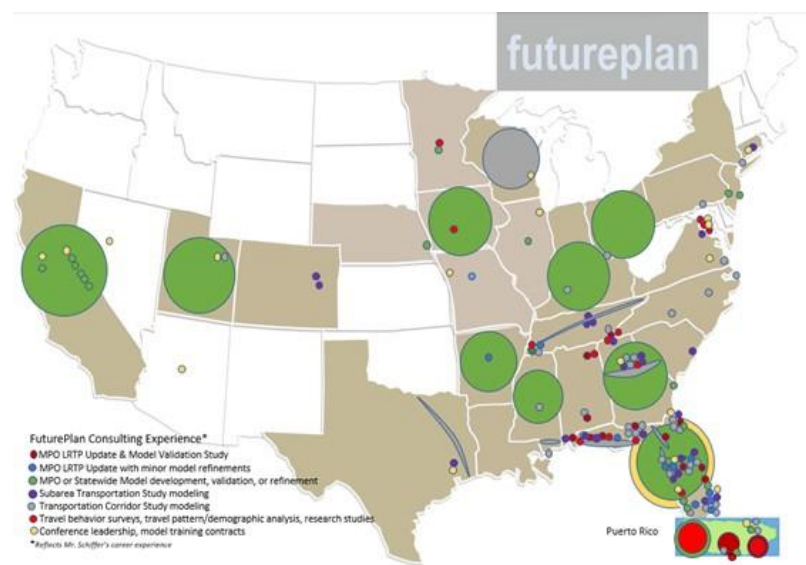 futureplan
FuturePlan Consulting Experience*
MPO LRTP Update & Model Validation Study
MPO LRTP Update with minor model refinements
MPO or Statewide Model development, validation, or refinement
Subarea Transportation Study modeling
Transportation Corridor Study modeling
Travel behavior surveys, travel pattern/demographic analysis, research studies
Conference leadership, model training contracts
*Reflects Mr. Schiffer's career experience
Puerto Rico